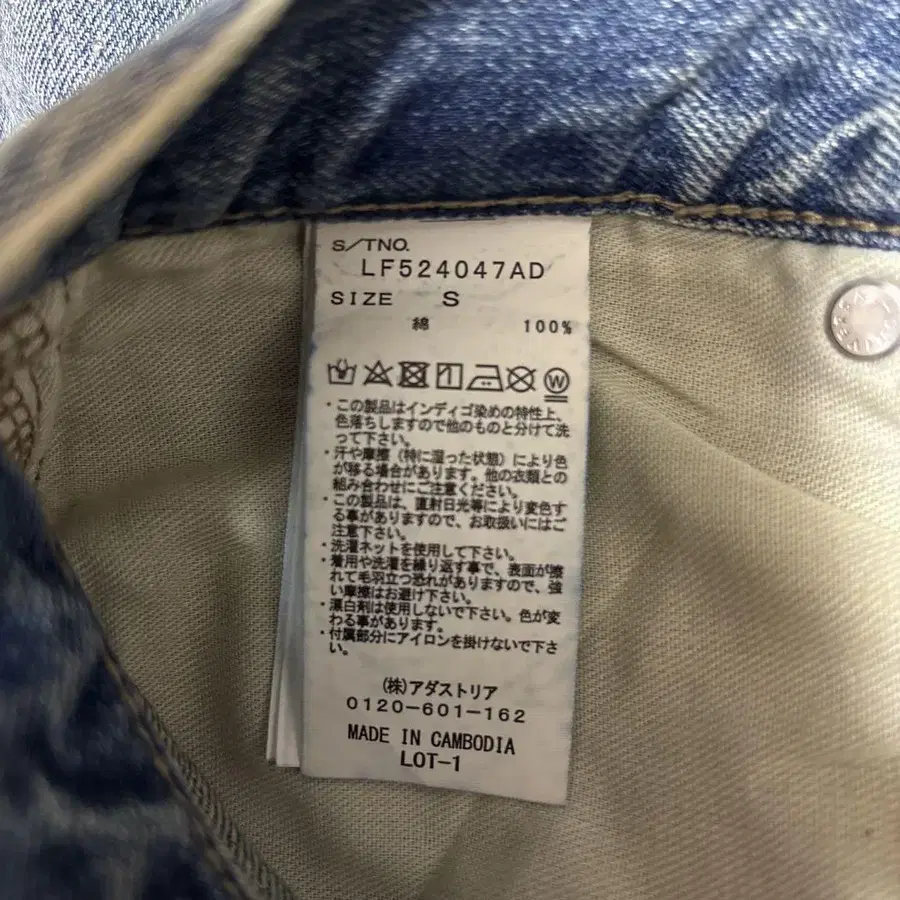 S/TNO.
LF524047AD
SIZE S
綿 100%
W
・この製品はインディゴ染めの特性上、
色落ちしますので他のものと分けて洗
って下さい。
・汗や摩擦（特に湿った状態）により色
が移る場合があります。他の衣類との
組み合わせにご注意ください。
・この製品は、直射日光等により変色す
る事がありますので、お取扱いにはご
注意下さい。
・洗濯ネットを使用して下さい。
・着用や洗濯を繰り返す事で、表面が擦
れて毛羽立つ恐れがありますので、強
い摩擦はお避け下さい。
・漂白剤は使用しないで下さい。色が変
わる事があります。
・付属部分にアイロンを掛けないで下さ
い。
(株)アダストリア
0120-601-162
MADE IN CAMBODIA
LOT-1